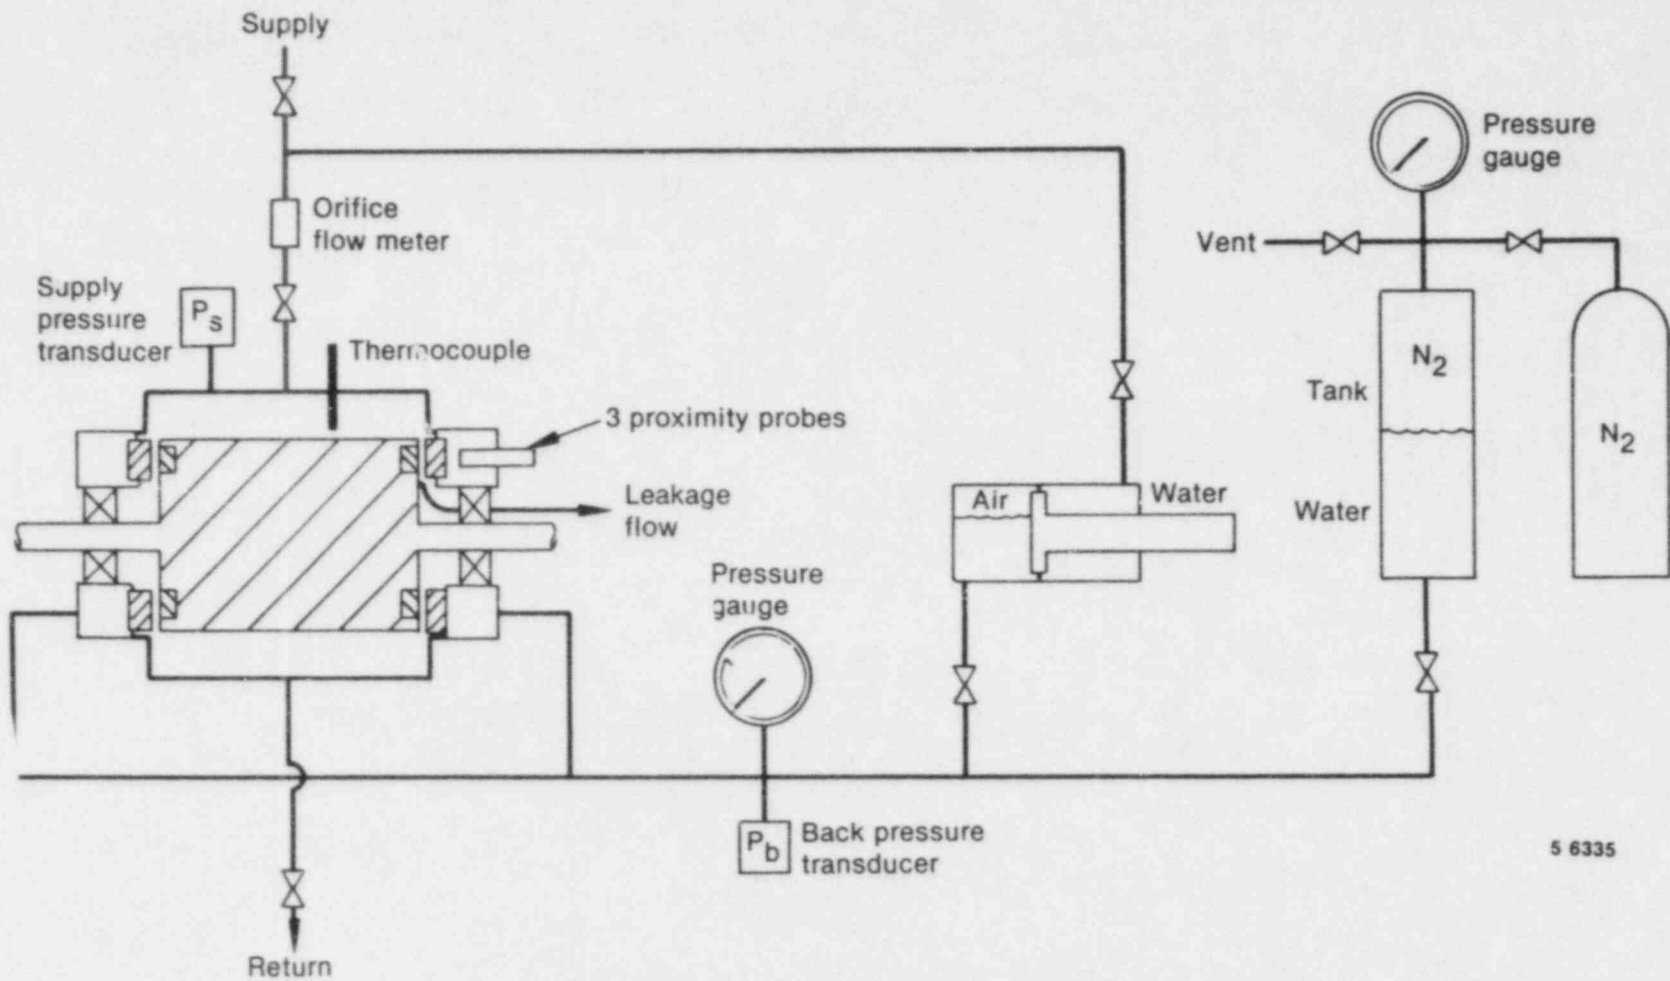 Supply
Pressure
gauge
Orifice
flow meter
Vent
Supply
pressure
transducer
Ps
Thermocouple
N2
Tank
3 proximity probes
N2
Leakage
flow
Air
Water
Water
Pressure
gauge
Pb
Back pressure
transducer
5 6335
Return